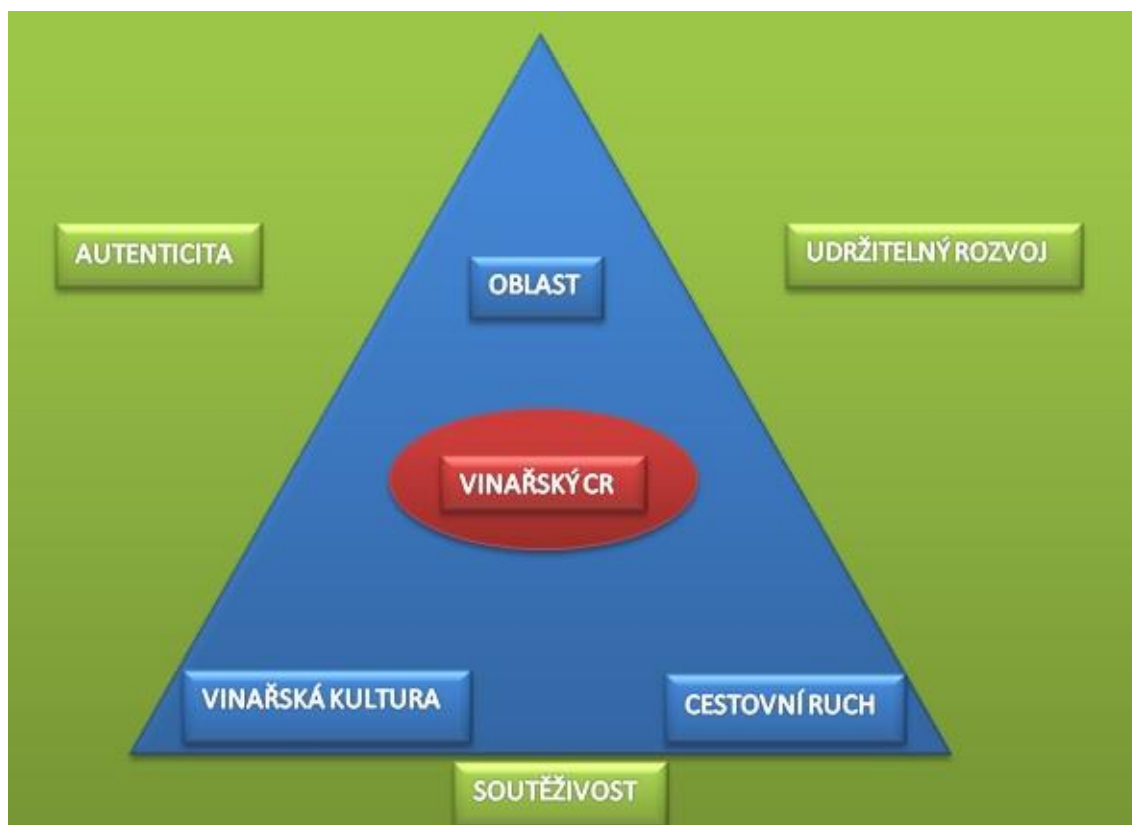 AUTENTICITA
UDRŽITELNÝ ROZVOJ
OBLAST
VINAŘSKÝ CR
VINAŘSKÁ KULTURA
CESTOVNÍ RUCH
SOUTĚŽIVOST